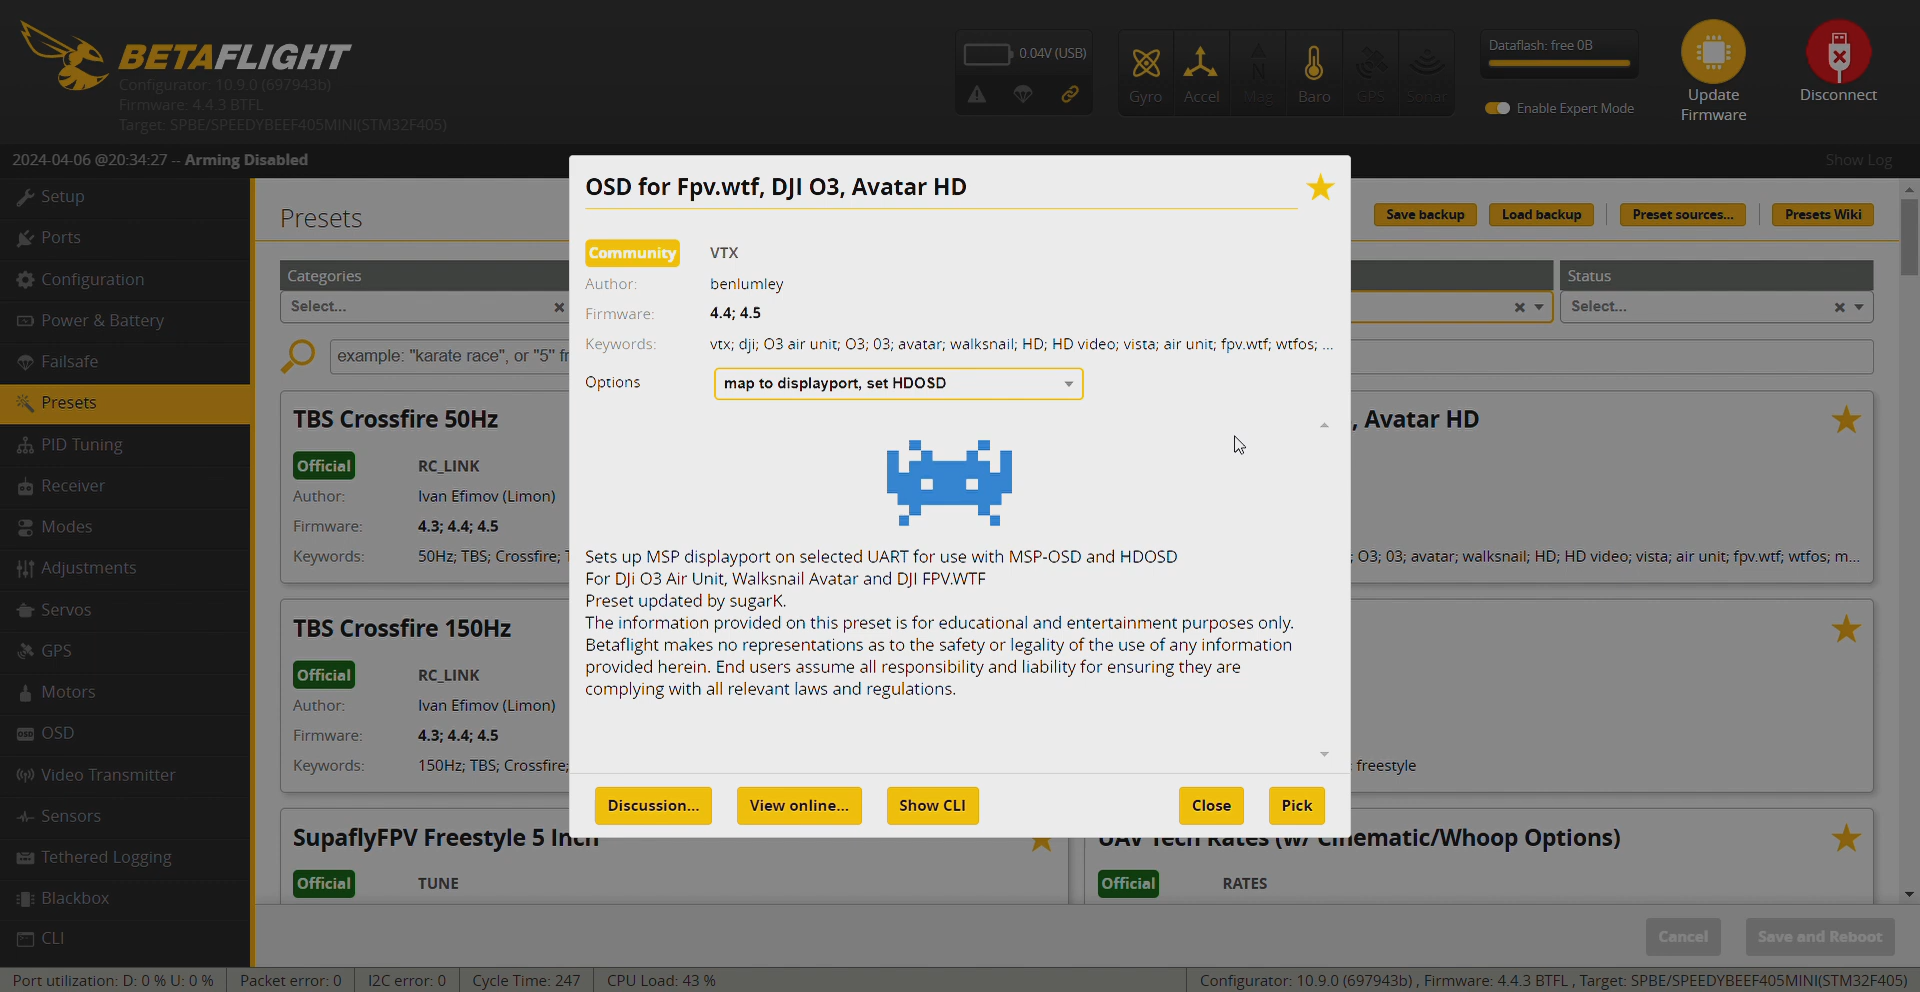 BETAFLIGHT
Configurator: 10.9.0 (697943b)
Firmware: 4.4.3 BTFL
Target: SPBE/SPEEDYBEEF405MINI(STM32F405)
0.04V (USB)
Gyro
Accel
Mag
Baro
GPS
Sonar
Dataflash: free 0B
Enable Expert Mode
Update
Firmware
Disconnect
2024-04-06 @20:34:27 -- Arming Disabled
Show Log
Setup
Ports
Configuration
Power & Battery
Failsafe
Presets
PID Tuning
Receiver
Modes
Adjustments
Servos
GPS
Motors
OSD
Video Transmitter
Sensors
Tethered Logging
Blackbox
CLI
Presets
Save backup
Load backup
Preset sources...
Presets Wiki
Categories
Select...
Status
Select...
example: "karate race", or "5" fr
TBS Crossfire 50Hz
Official
RC_LINK
Author:
Ivan Efimov (Limon)
Firmware:
4.3; 4.4; 4.5
Keywords:
50Hz; TBS; Crossfire; T
, Avatar HD
; O3; 03; avatar; walksnail; HD; HD video; vista; air unit; fpv.wtf; wtfos; m...
TBS Crossfire 150Hz
Official
RC_LINK
Author:
Ivan Efimov (Limon)
Firmware:
4.3; 4.4; 4.5
Keywords:
150Hz; TBS; Crossfire;
; freestyle
SupaflyFPV Freestyle 5 Inch
Official
TUNE
UAV Tech Rates (w/ Cinematic/Whoop Options)
Official
RATES
OSD for Fpv.wtf, DJI O3, Avatar HD
Community
VTX
Author:
benlumley
Firmware:
4.4; 4.5
Keywords:
vtx; dji; O3 air unit; O3; 03; avatar; walksnail; HD; HD video; vista; air unit; fpv.wtf; wtfos; ...
Options
map to displayport, set HDOSD
Sets up MSP displayport on selected UART for use with MSP-OSD and HDOSD
For DJi O3 Air Unit, Walksnail Avatar and DJI FPV.WTF
Preset updated by sugarK.
The information provided on this preset is for educational and entertainment purposes only.
Betaflight makes no representations as to the safety or legality of the use of any information
provided herein. End users assume all responsibility and liability for ensuring they are
complying with all relevant laws and regulations.
Discussion...
View online...
Show CLI
Close
Pick
Cancel
Save and Reboot
Port utilization: D: 0 % U: 0 %
Packet error: 0
I2C error: 0
Cycle Time: 247
CPU Load: 43 %
Configurator: 10.9.0 (697943b) , Firmware: 4.4.3 BTFL , Target: SPBE/SPEEDYBEEF405MINI(STM32F405)